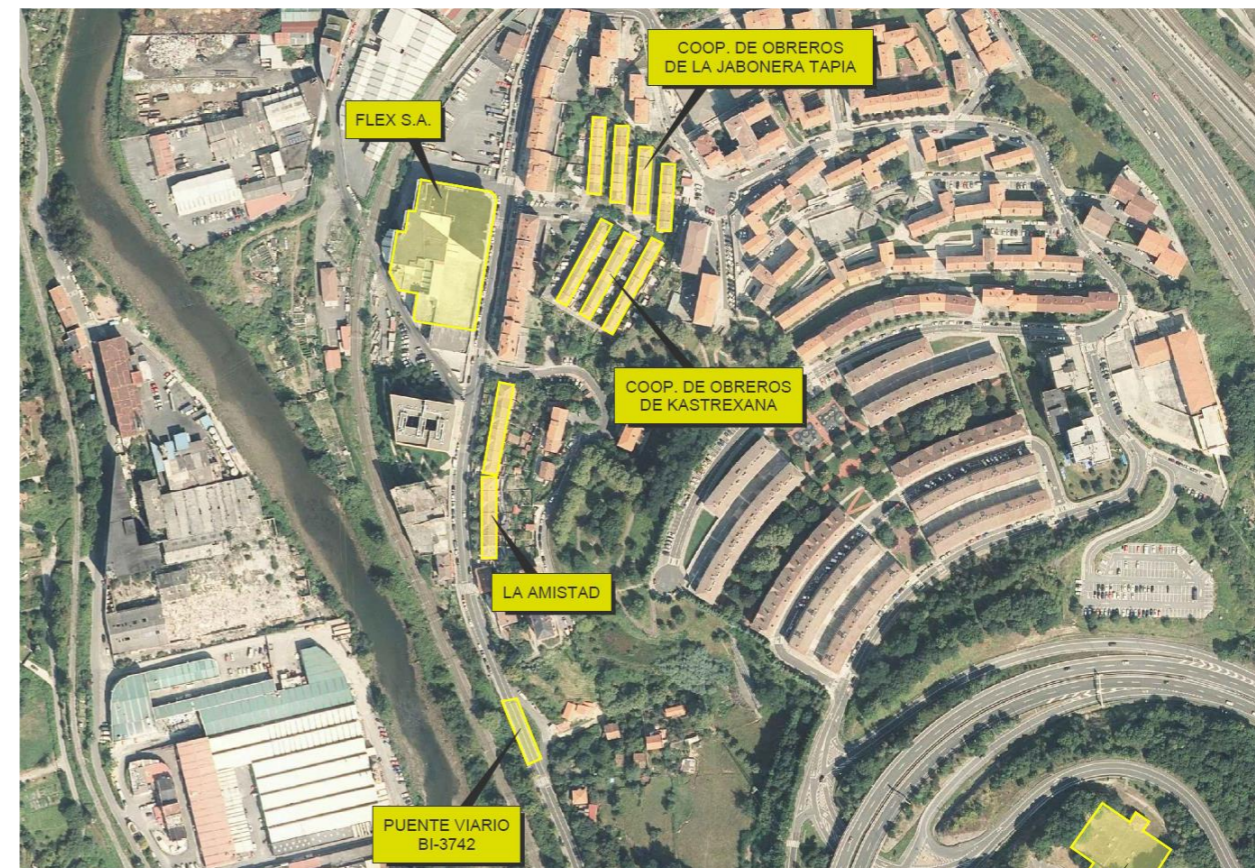 COOP. DE OBREROS
DE LA JABONERA TAPIA
FLEX S.A.
COOP. DE OBREROS
DE KASTREXANA
LA AMISTAD
PUENTE VIARIO
BI-3742